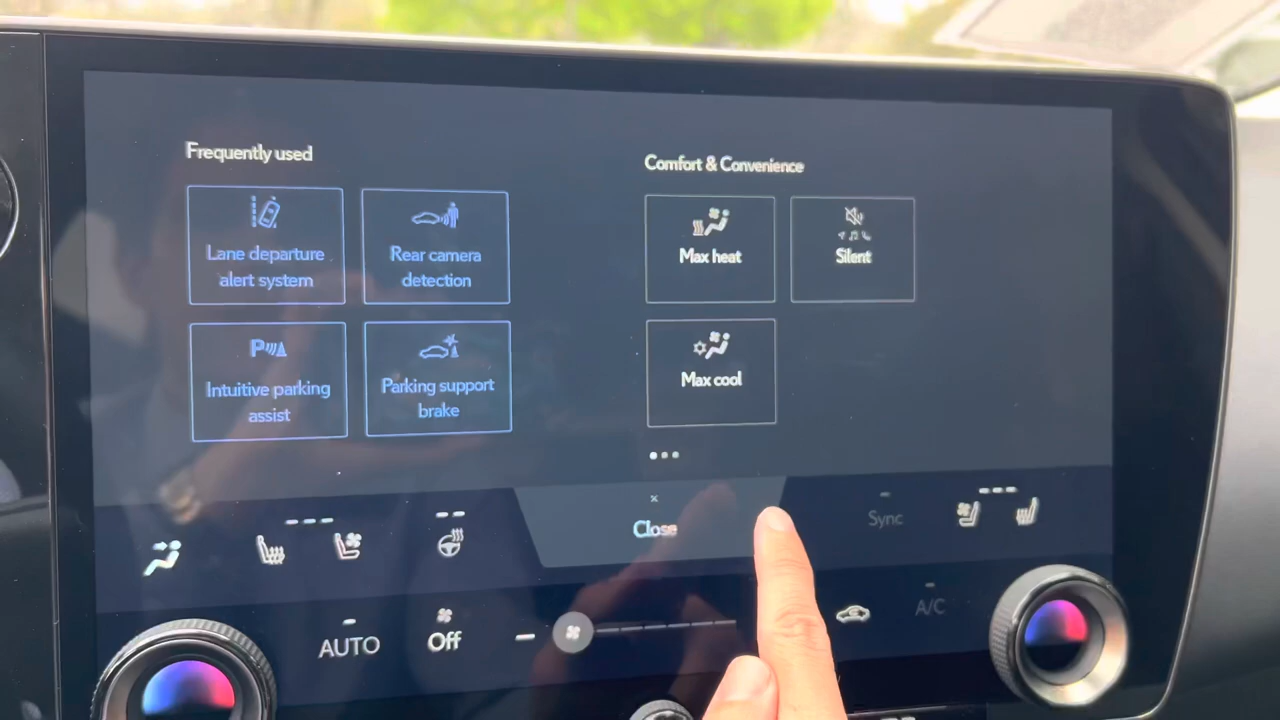 Frequently used
Comfort & Convenience
Lane departure
alert system
Rear camera
detection
Max heat
Silent
P
Intuitive parking
assist
Parking support
brake
Max cool
Close
Sync
AUTO
Off
A/C